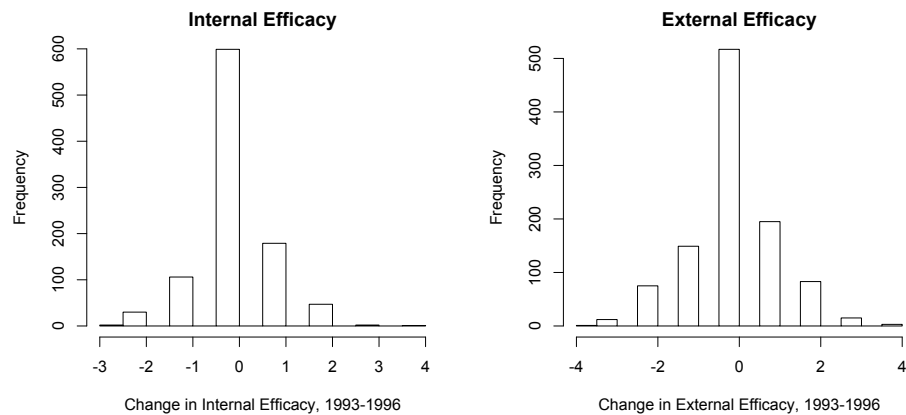 Internal Efficacy
Frequency
600
500
400
300
200
100
0
-3 -2 -1 0 1 2 3 4
Change in Internal Efficacy, 1993-1996
External Efficacy
Frequency
500
400
300
200
100
0
-4 -2 0 2 4
Change in External Efficacy, 1993-1996